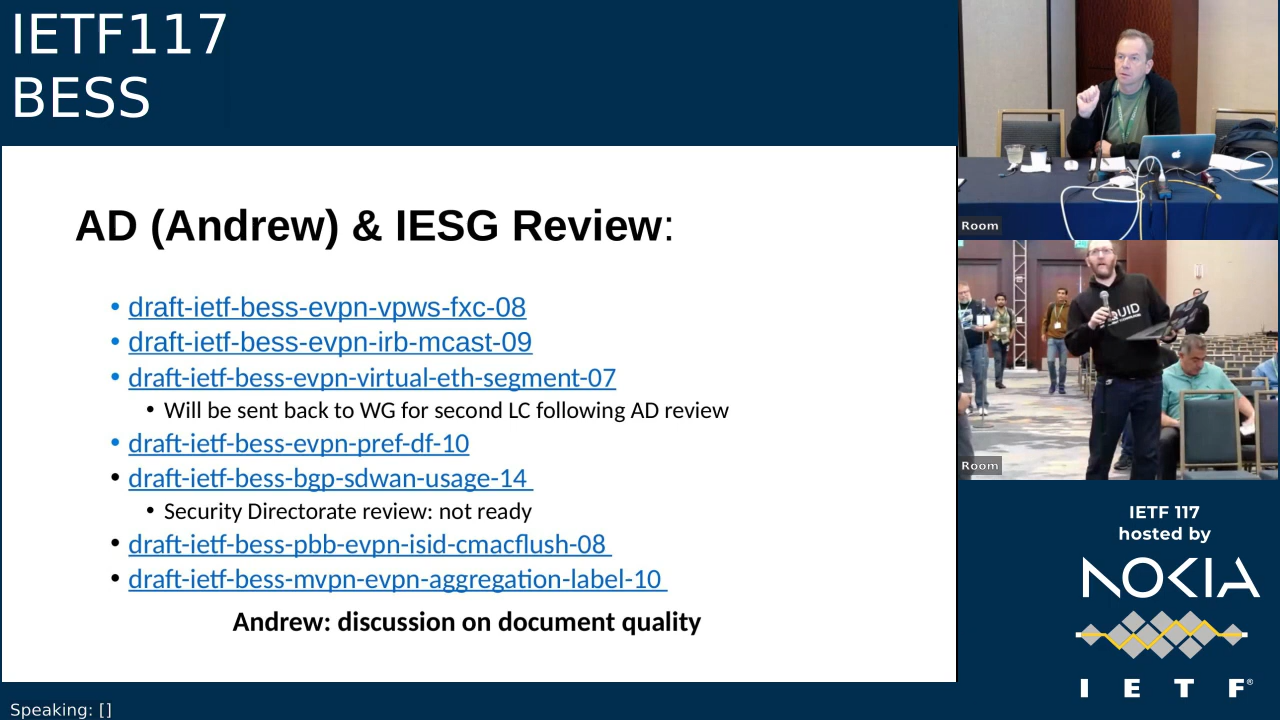 IETF117
BESS
AD (Andrew) & IESG Review:
• draft-ietf-bess-evpn-vpws-fxc-08
• draft-ietf-bess-evpn-irb-mcast-09
• draft-ietf-bess-evpn-virtual-eth-segment-07
• Will be sent back to WG for second LC following AD review
• draft-ietf-bess-evpn-pref-df-10
• draft-ietf-bess-bgp-sdwan-usage-14
• Security Directorate review: not ready
• draft-ietf-bess-pbb-evpn-isid-cmacflush-08
• draft-ietf-bess-mvpn-evpn-aggregation-label-10
Andrew: discussion on document quality
Speaking: []
Room
Room
IETF 117
hosted by
NOKIA
I E T F®